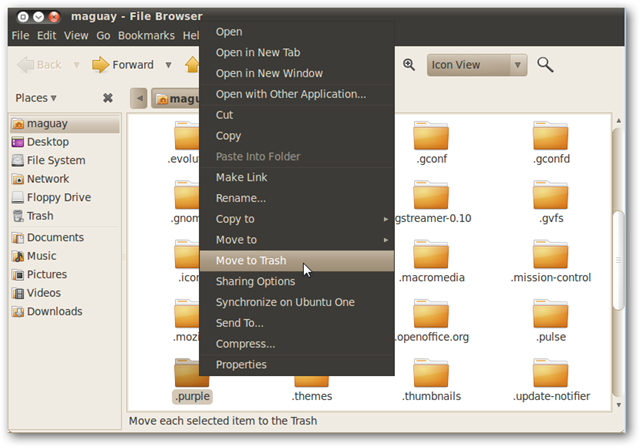 maguay - File Browser
File Edit View Go Bookmarks Hel
Back Forward Icon View
Places magu
maguay
Desktop
File System
Network
Floppy Drive
Trash
Documents
Music
Pictures
Videos
Downloads
Open
Open in New Tab
Open in New Window
Open with Other Application...
Cut
Copy
Paste Into Folder
Make Link
Rename...
Copy to
Move to
Move to Trash
Sharing Options
Synchronize on Ubuntu One
Send To...
Compress...
Properties
.evolut .gconf .gconfd
.gnom gstreamer-0.10 .gvfs
.icon .macromedia .mission-control
.mozi .openoffice.org .pulse
.purple .themes .thumbnails .update-notifier
Move each selected item to the Trash